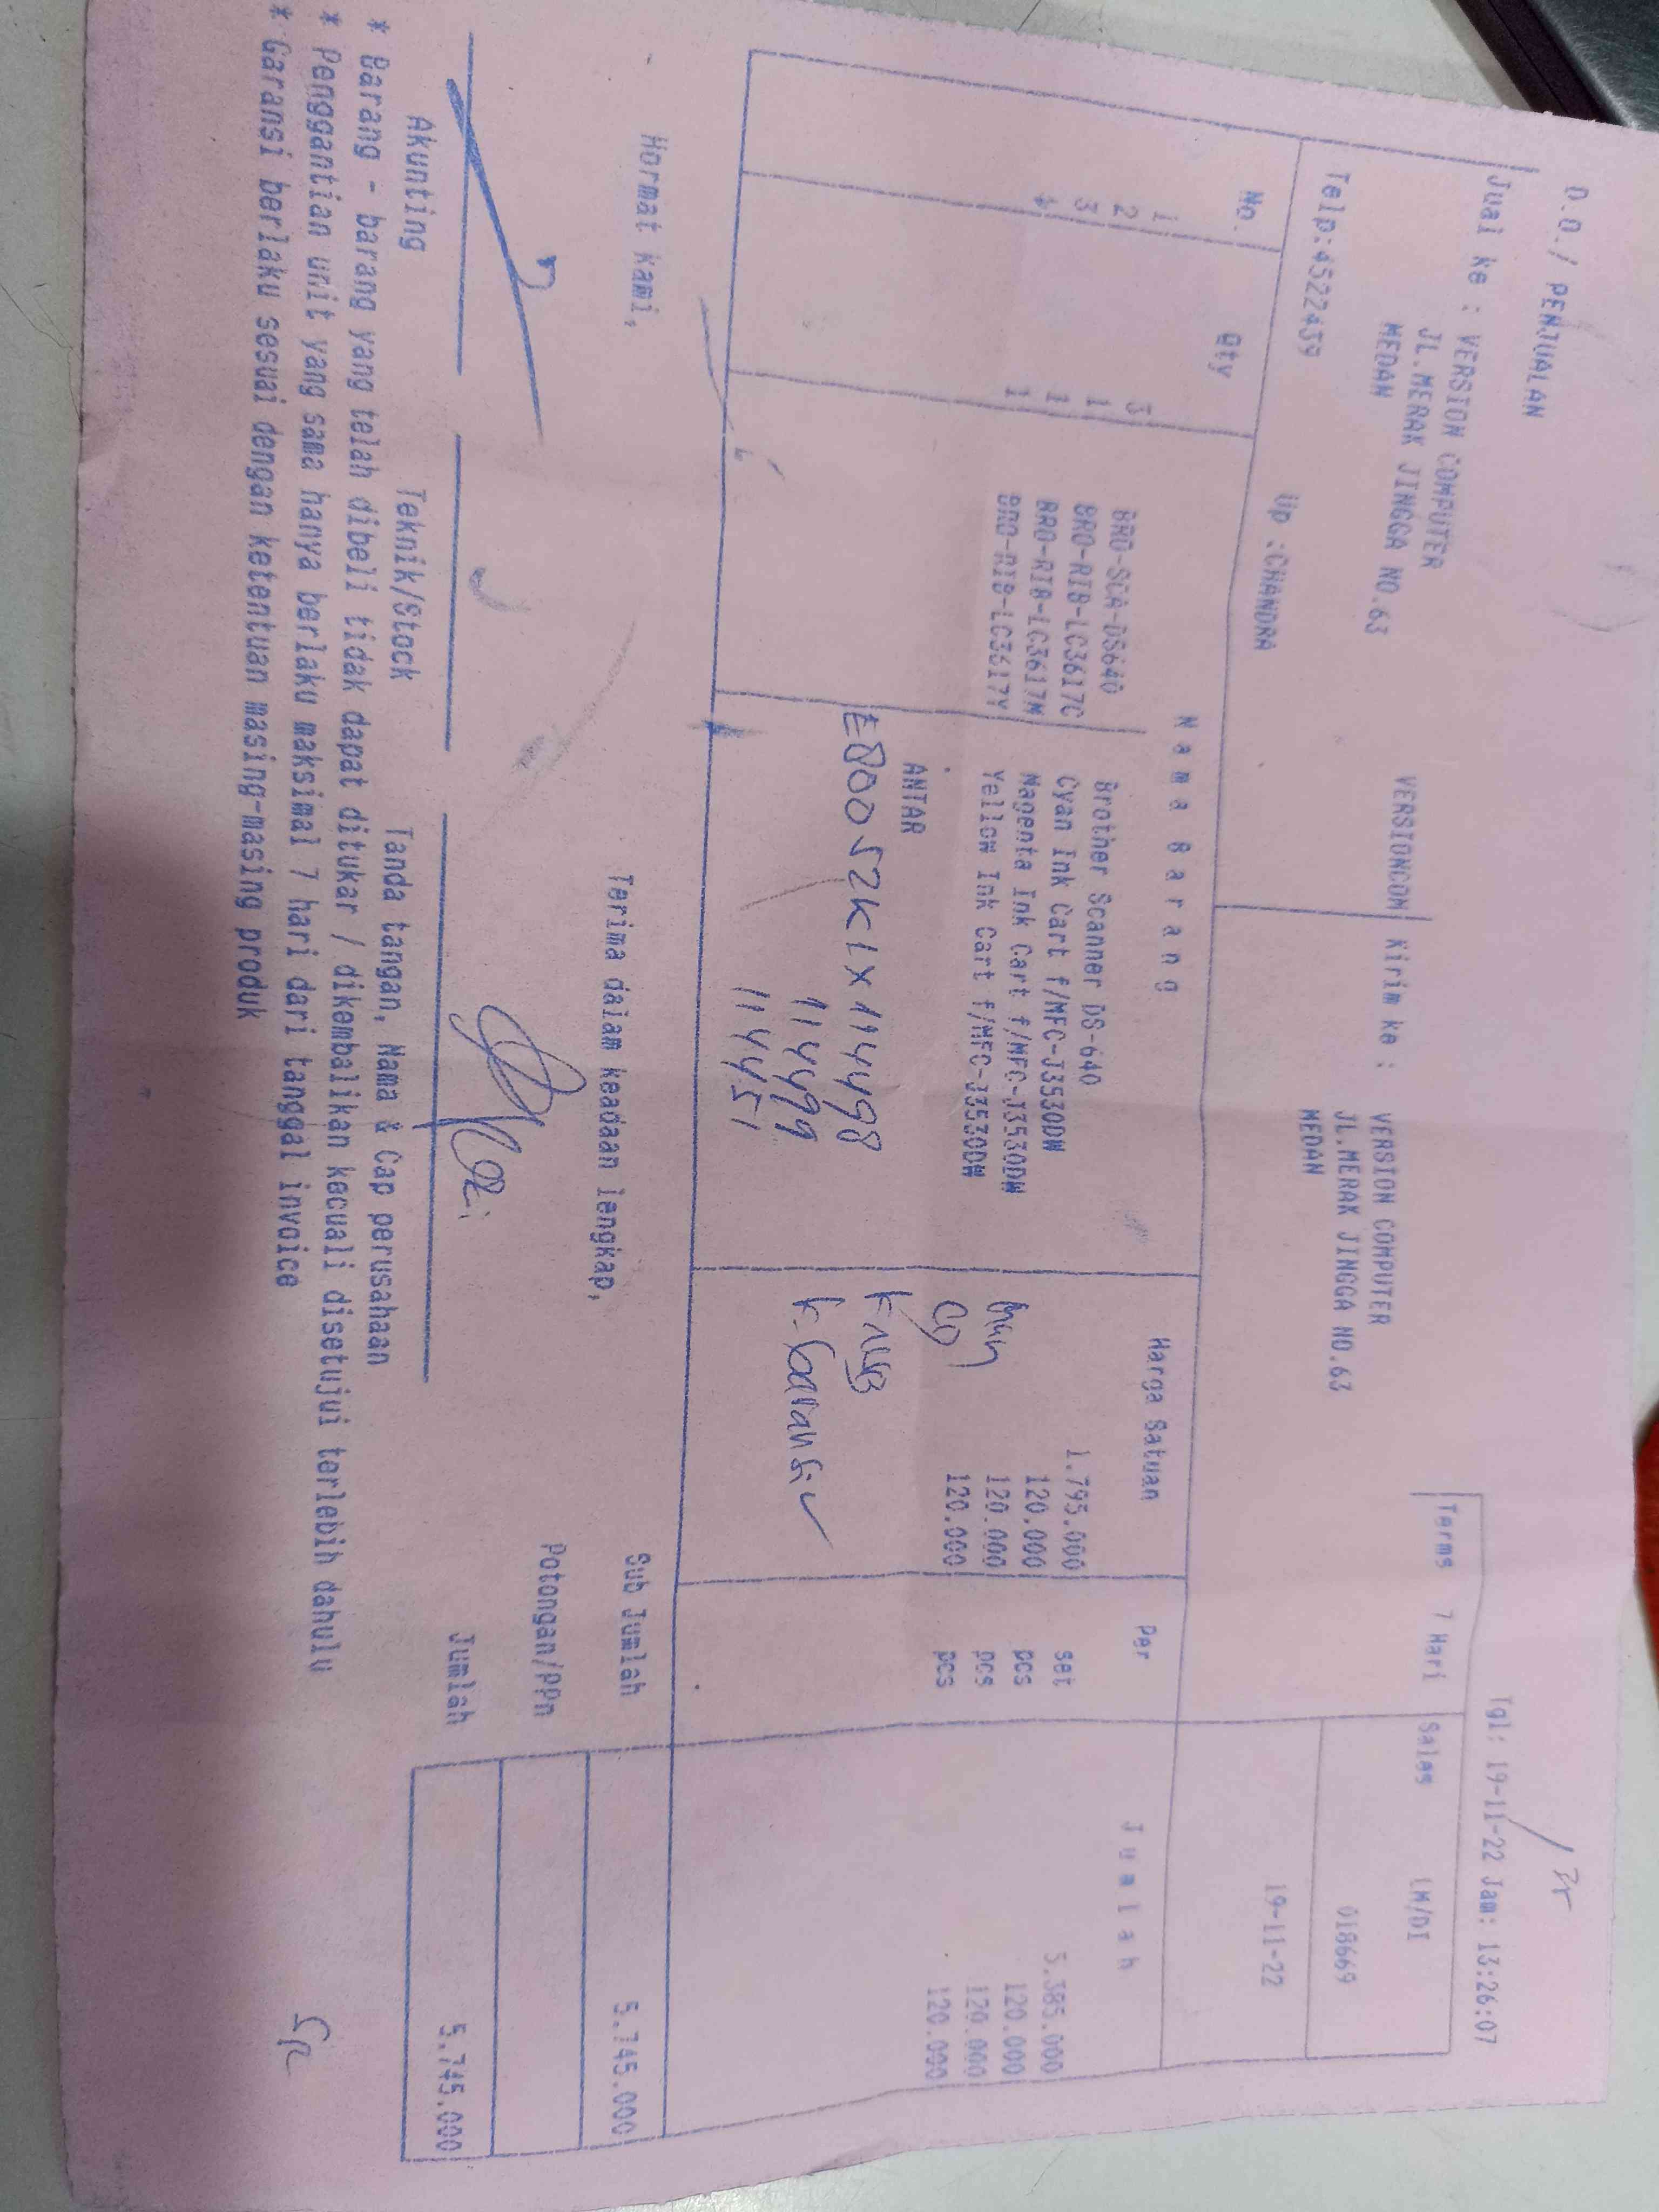 D.O./ PENJUALAN
Tgl: 19-11-22 Jam: 13:26:07
Jual ke : VERSION COMPUTER VERSIONCOM Kirim ke : VERSION COMPUTER Terms 7 Hari Sales LM/DI
JL.MERAK JINGGA NO.63 JL.MERAK JINGGA NO.63 018669
MEDAN MEDAN
Telp:4522439 Up :CHANDRA 19-11-22
No. Qty Nama Barang Harga Satuan Per Jumlah
1 3 BRO-SCA-DS640 Brother Scanner DS-640 1.795.000 set 5.385.000
2 1 BRO-RIB-LC3617C Cyan Ink Cart f/MFC-J3530DW 120.000 pcs 120.000
3 1 BRO-RIB-LC3617M Magenta Ink Cart f/MFC-J3530DW 120.000 pcs 120.000
4 1 BRO-RIB-LC3617Y Yellow Ink Cart f/MFC-J3530DW 120.000 pcs 120.000
ANTAR
114498
114499
114451
Hormat kami, Terima dalam keadaan lengkap, Sub Jumlah 5.745.000
Potongan/PPn
Jumlah 5.745.000
Akunting Teknik/Stock Tanda tangan, Nama & Cap perusahaan
* Barang - barang yang telah dibeli tidak dapat ditukar / dikembalikan kecuali disetujui terlebih dahulu
* Penggantian unit yang sama hanya berlaku maksimal 7 hari dari tanggal invoice
* Garansi berlaku sesuai dengan ketentuan masing-masing produk